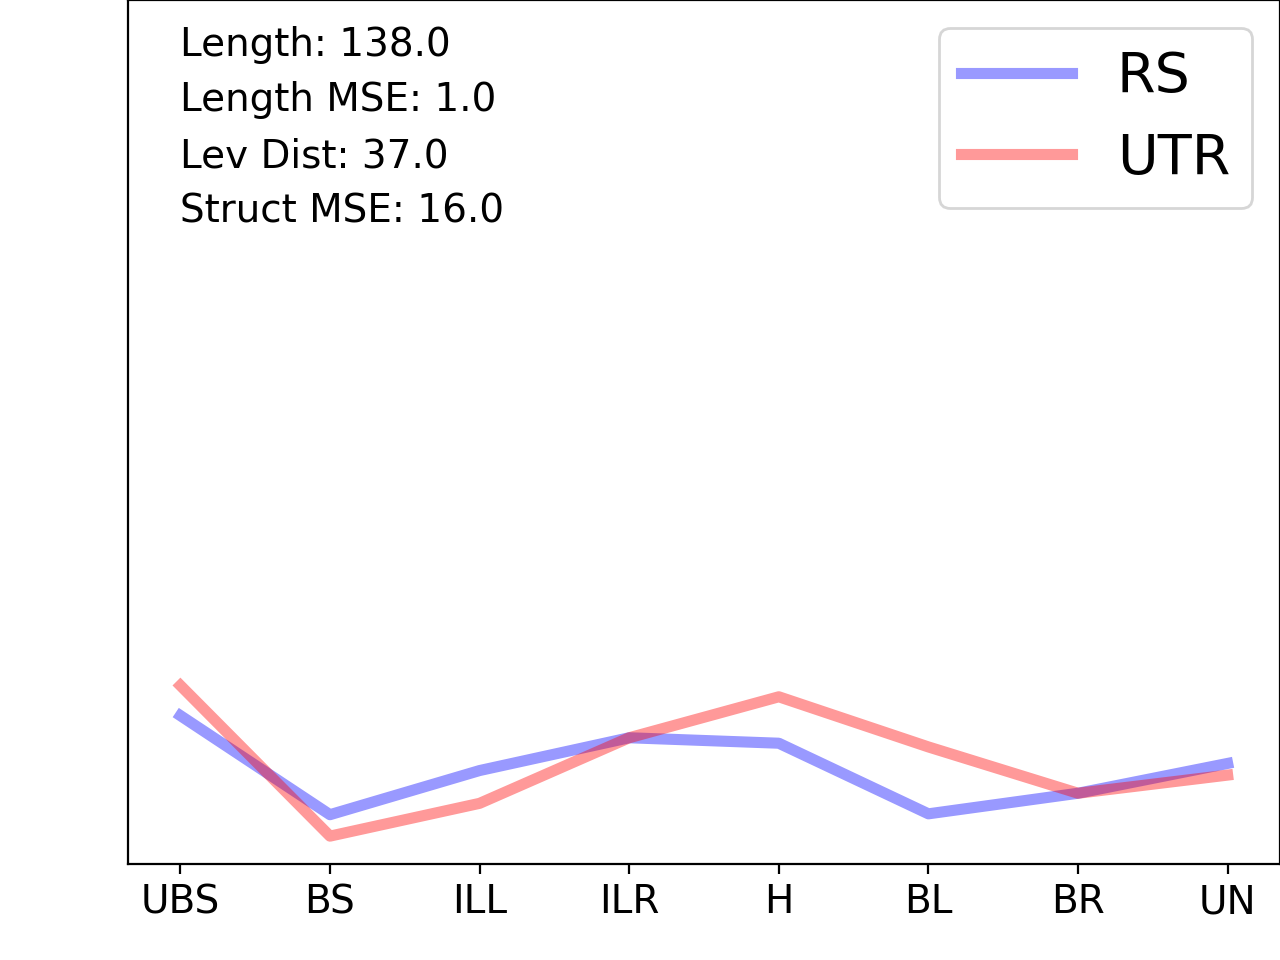 Length: 138.0
Length MSE: 1.0
Lev Dist: 37.0
Struct MSE: 16.0
RS
UTR
UBS BS ILL ILR H BL BR UN